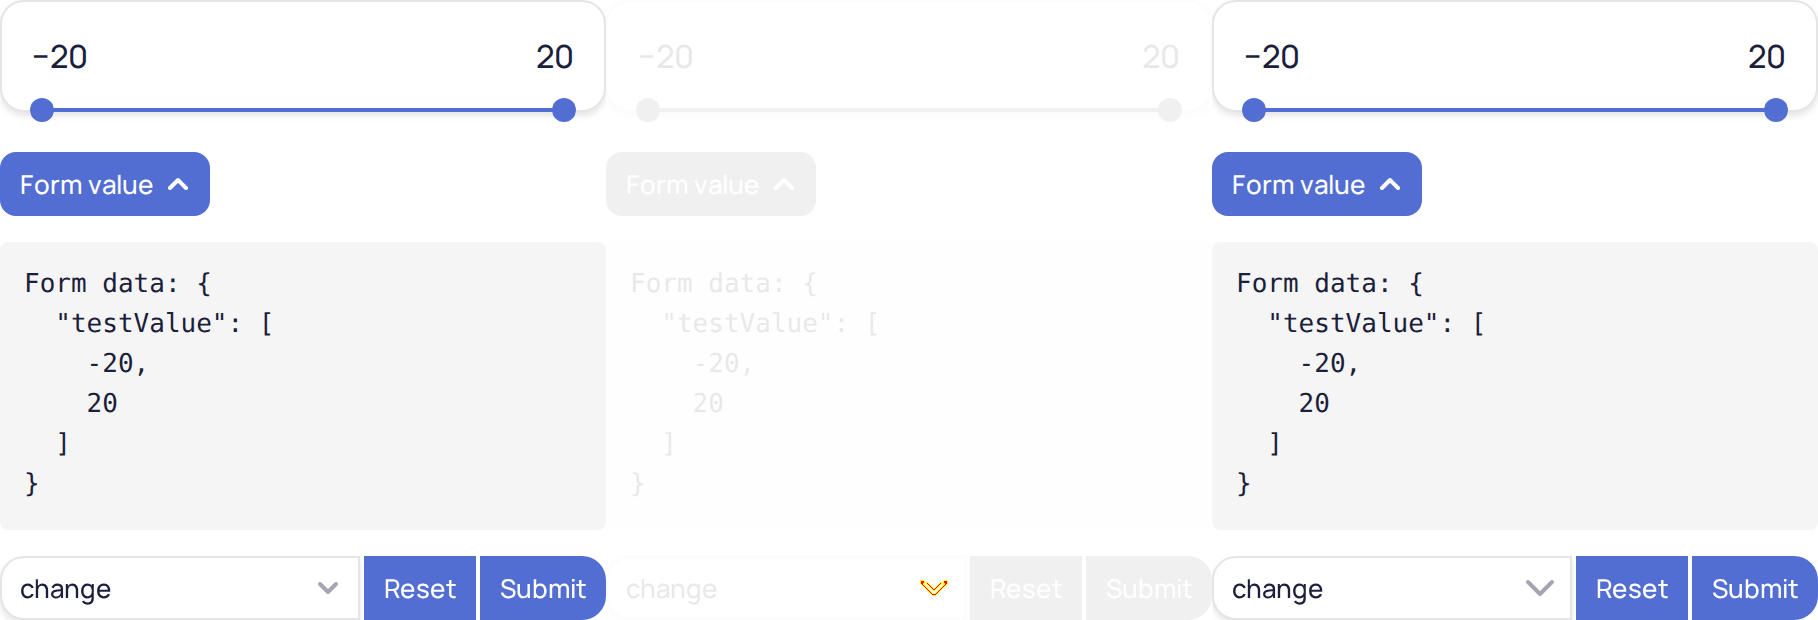 −20 20 −20 20 −20 20
Form value Form value Form value
Form data: { Form data: { Form data: {
"testValue": [ "testValue": [ "testValue": [
-20, -20, -20,
20 20 20
] ] ]
} } }
change Reset Submit change Reset Submit change Reset Submit